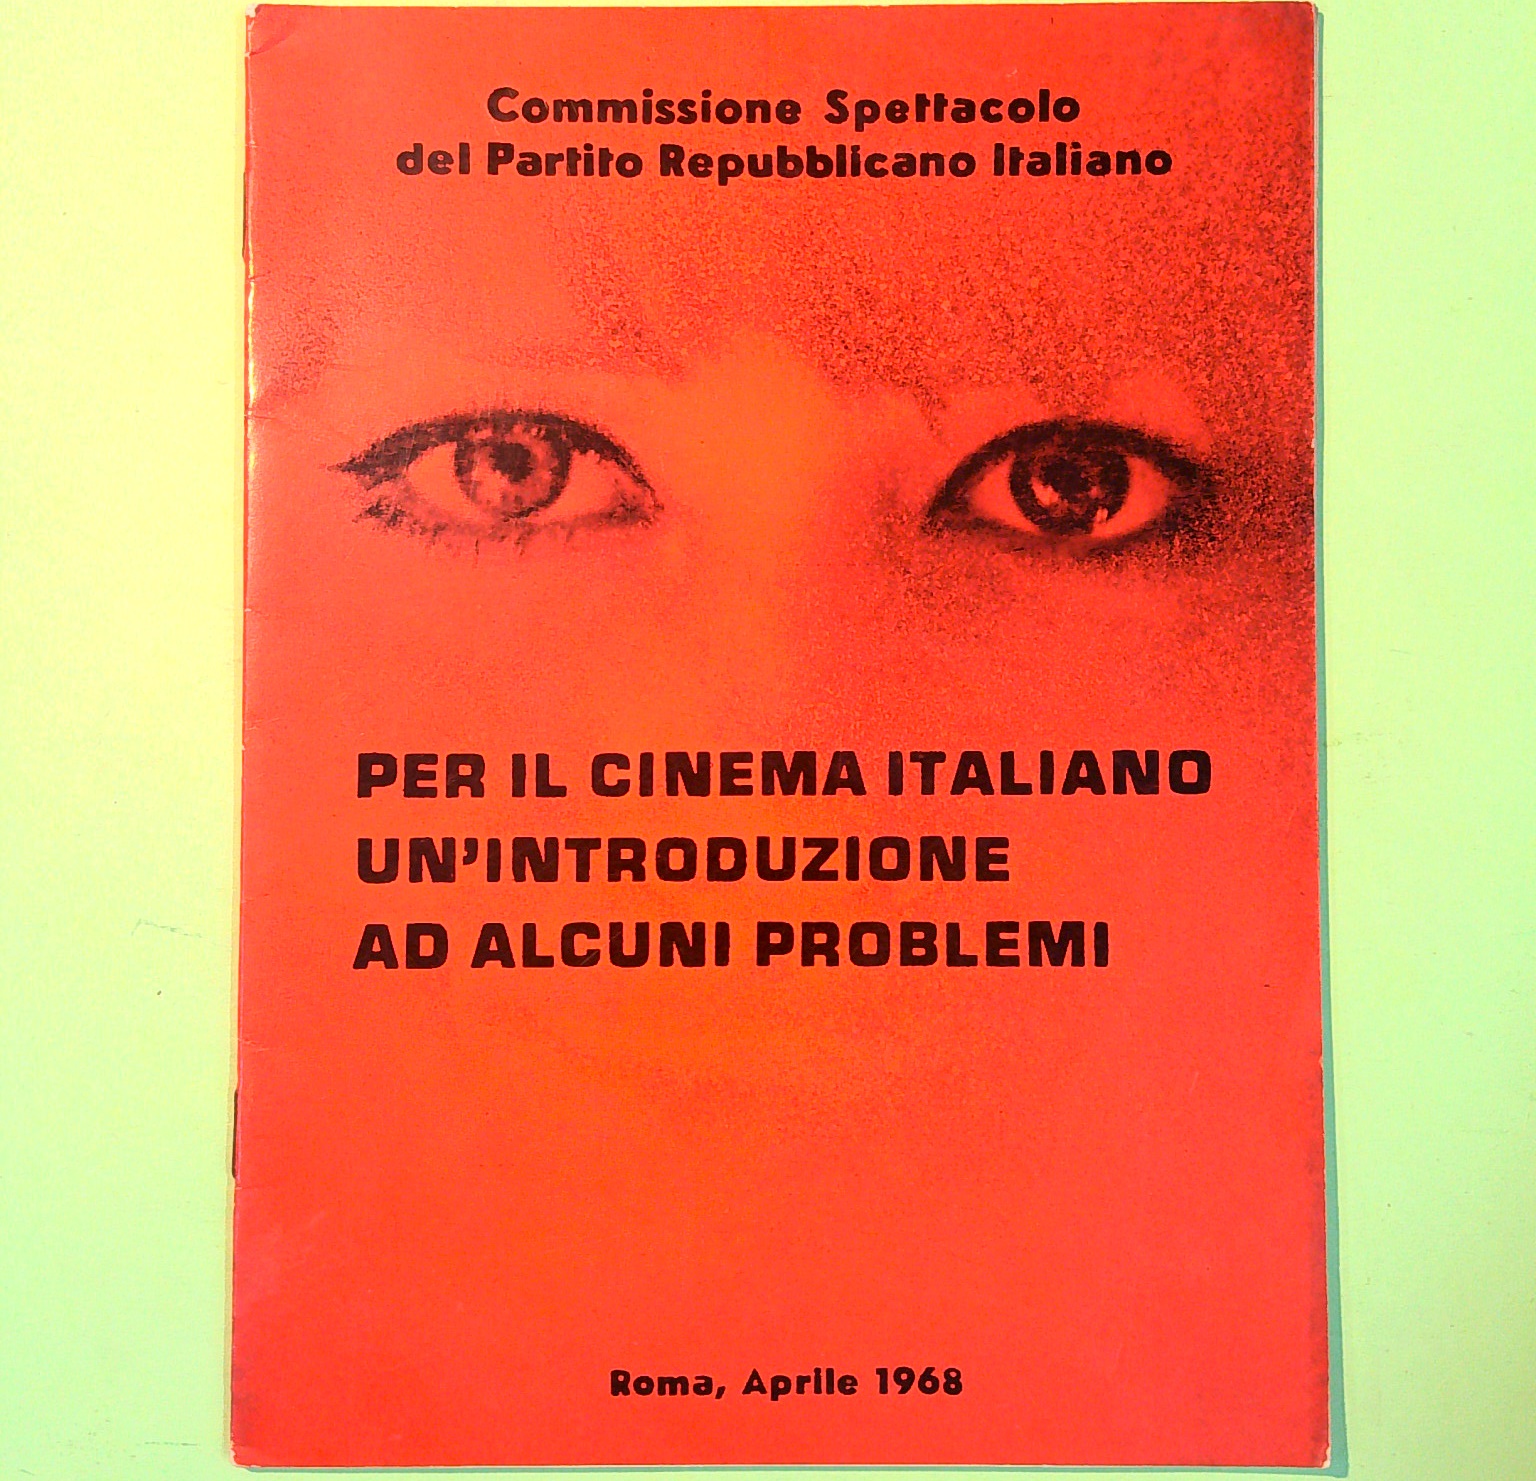 Commissione Spettacolo
del Partito Repubblicano Italiano
PER IL CINEMA ITALIANO
UN'INTRODUZIONE
AD ALCUNI PROBLEMI
Roma, Aprile 1968